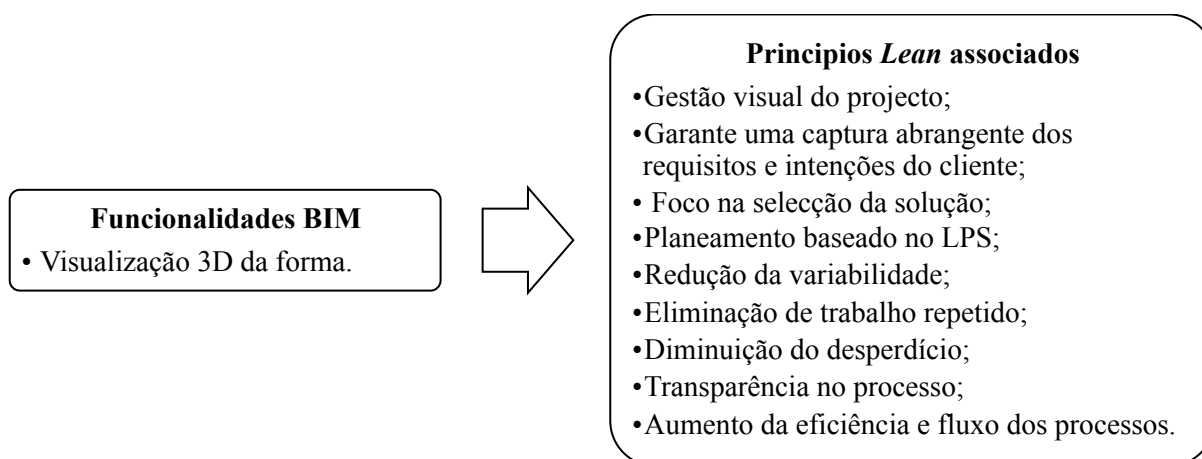 Funcionalidades BIM
• Visualização 3D da forma.
Principios Lean associados
•Gestão visual do projecto;
•Garante uma captura abrangente dos
requisitos e intenções do cliente;
• Foco na selecção da solução;
•Planeamento baseado no LPS;
•Redução da variabilidade;
•Eliminação de trabalho repetido;
•Diminuição do desperdício;
•Transparência no processo;
•Aumento da eficiência e fluxo dos processos.